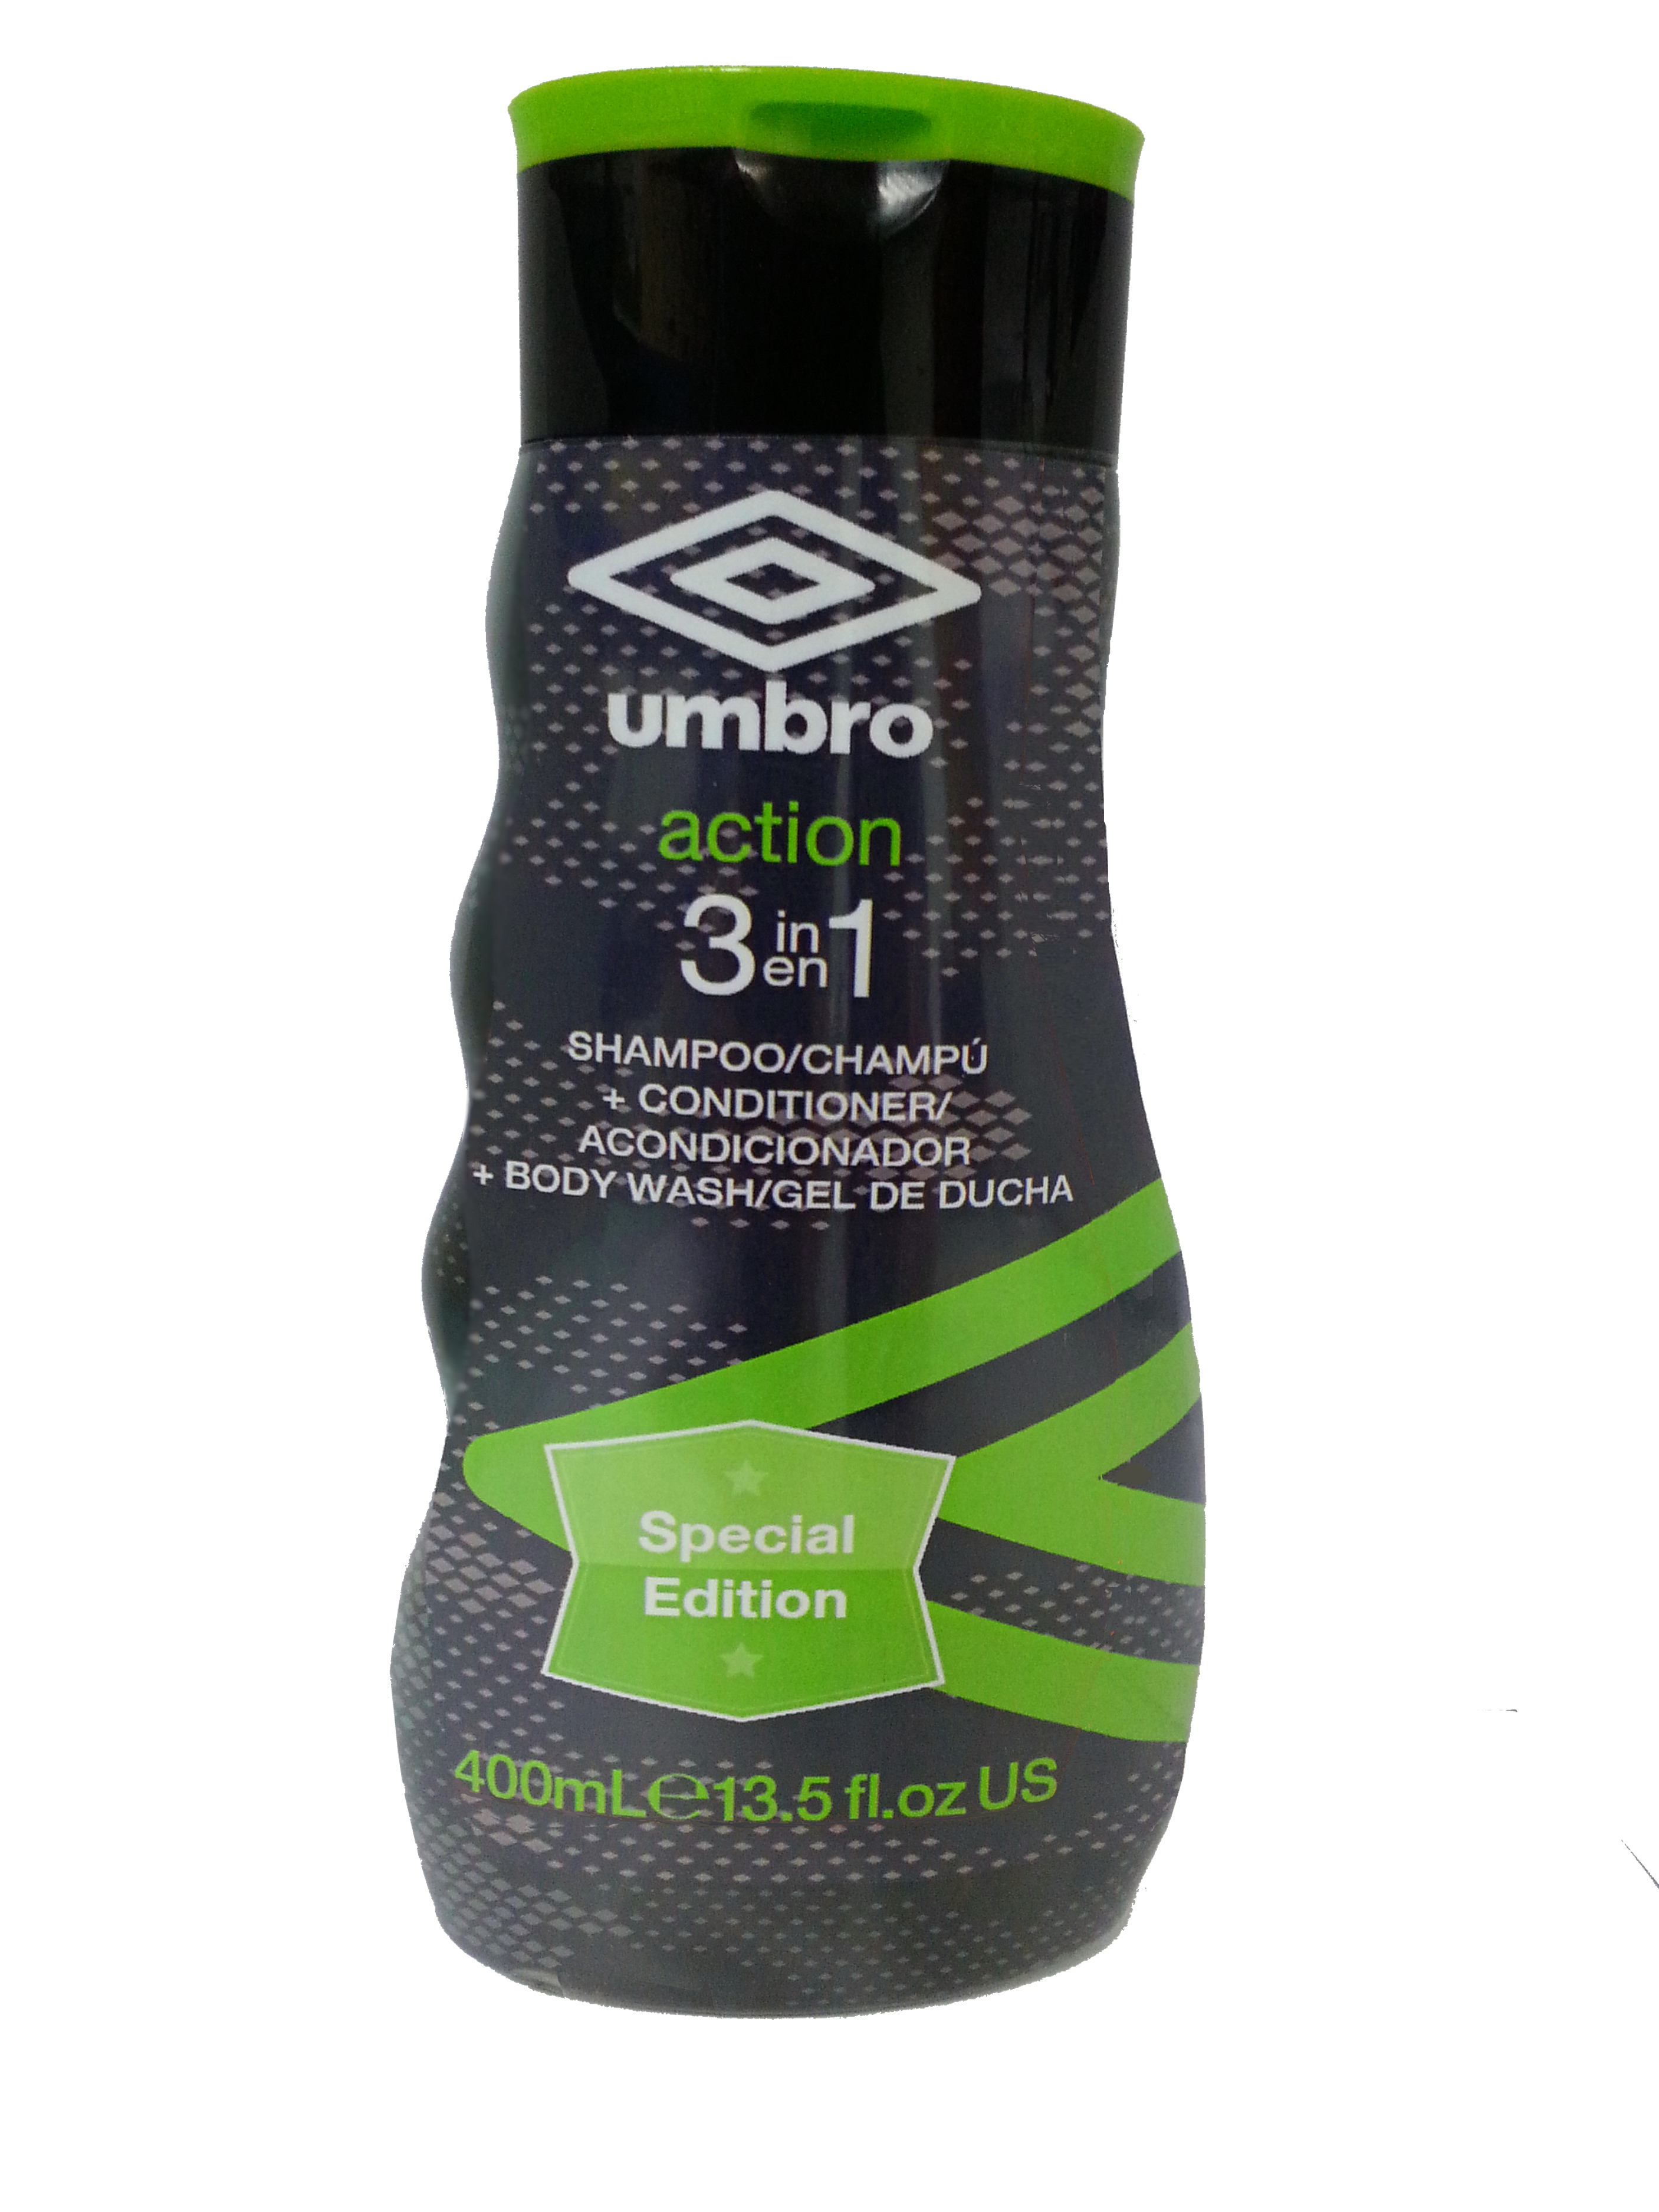 umbro
action
3 in en 1
SHAMPOO/CHAMPÚ
+ CONDITIONER/
ACONDICIONADOR
+ BODY WASH/GEL DE DUCHA
Special
Edition
400mL℮13.5 fl.oz US